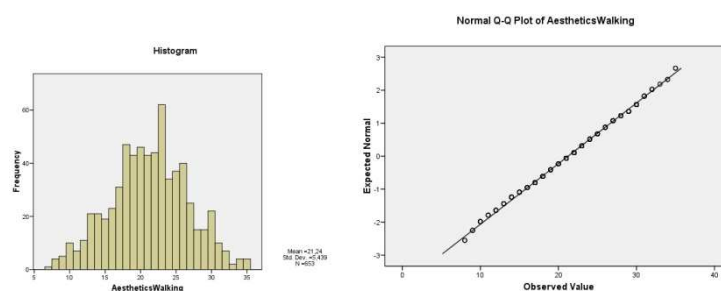 Histogram
Frequency
60
40
20
0
5
10
15
20
25
30
35
AestheticsWalking
Mean =21,24
Std. Dev. =5,439
N =653
Normal Q-Q Plot of AestheticsWalking
Expected Normal
3
2
1
0
-1
-2
-3
0
10
20
30
40
Observed Value